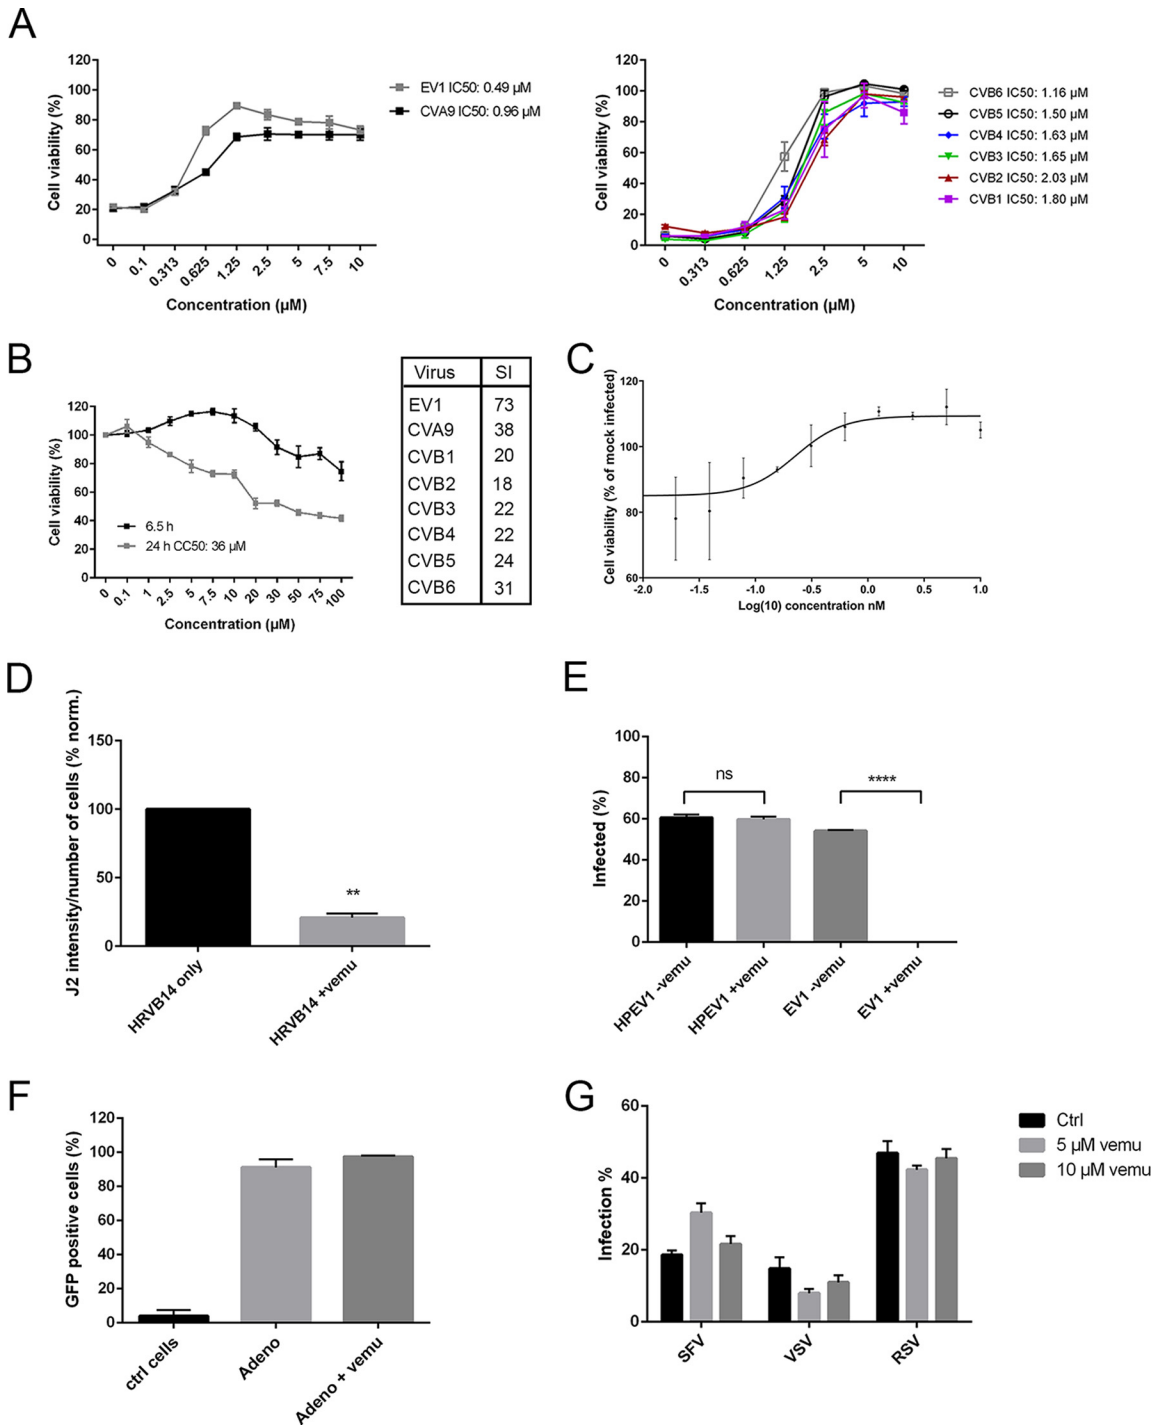 A
120
100
80
60
40
20
0
Cell viability (%)
0 0.1 0.313 0.625 1.25 2.5 5 7.5 10
Concentration (µM)
EV1 IC50: 0.49 µM
CVA9 IC50: 0.96 µM
120
100
80
60
40
20
0
Cell viability (%)
0 0.313 0.625 1.25 2.5 5 10
Concentration (µM)
CVB6 IC50: 1.16 µM
CVB5 IC50: 1.50 µM
CVB4 IC50: 1.63 µM
CVB3 IC50: 1.65 µM
CVB2 IC50: 2.03 µM
CVB1 IC50: 1.80 µM
B
120
100
80
60
40
20
0
Cell viability (%)
6.5 h
24 h CC50: 36 µM
0 0.1 1 2.5 5 7.5 10 20 30 50 75 100
Concentration (µM)
Virus SI
EV1 73
CVA9 38
CVB1 20
CVB2 18
CVB3 22
CVB4 22
CVB5 24
CVB6 31
C
120
100
80
60
Cell viability (% of mock infected)
-2.0 -1.5 -1.0 -0.5 0.0 0.5 1.0
Log(10) concentration nM
D
150
100
50
0
J2 intensity/number of cells (% norm.)
**
HRVB14 only
HRVB14 +vemu
E
100
80
60
40
20
0
Infected (%)
ns
****
HPEV1 -vemu
HPEV1 +vemu
EV1 -vemu
EV1 +vemu
F
120
100
80
60
40
20
0
GFP positive cells (%)
ctrl cells
Adeno
Adeno + vemu
G
60
40
20
0
Infection %
SFV
VSV
RSV
Ctrl
5 µM vemu
10 µM vemu